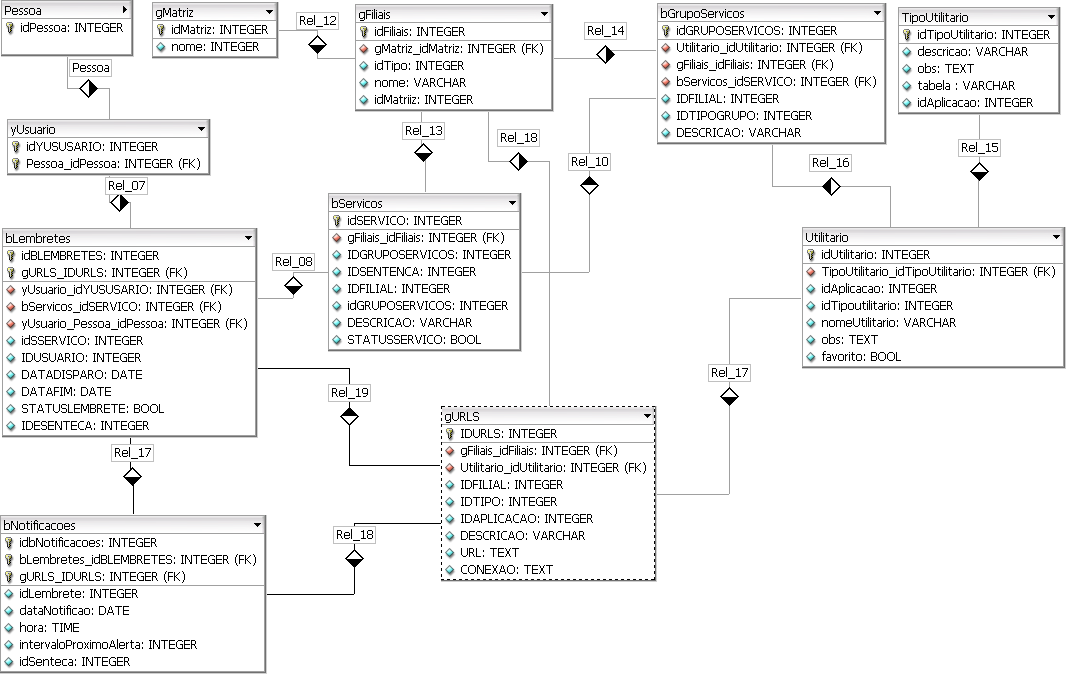 Pessoa
idPessoa: INTEGER
gMatriz
idMatriz: INTEGER
nome: INTEGER
Rel_12
gFiliais
idFiliais: INTEGER
gMatriz_idMatriz: INTEGER (FK)
idTipo: INTEGER
nome: VARCHAR
idMatriiz: INTEGER
Rel_14
bGrupoServicos
idGRUPOSERVICOS: INTEGER
Utilitario_idUtilitario: INTEGER (FK)
gFiliais_idFiliais: INTEGER (FK)
bServicos_idSERVICO: INTEGER (FK)
IDFILIAL: INTEGER
IDTIPOGRUPO: INTEGER
DESCRICAO: VARCHAR
TipoUtilitario
idTipoUtilitario: INTEGER
descricao: VARCHAR
obs: TEXT
tabela : VARCHAR
idAplicacao: INTEGER
Pessoa
yUsuario
idYUSUSARIO: INTEGER
Pessoa_idPessoa: INTEGER (FK)
Rel_13
Rel_18
Rel_10
Rel_16
Rel_15
Rel_07
bLembretes
idBLEMBRETES: INTEGER
gURLS_IDURLS: INTEGER (FK)
yUsuario_idYUSUSARIO: INTEGER (FK)
bServicos_idSERVICO: INTEGER (FK)
yUsuario_Pessoa_idPessoa: INTEGER (FK)
idSSERVICO: INTEGER
IDUSUARIO: INTEGER
DATADISPARO: DATE
DATAFIM: DATE
STATUSLEMBRETE: BOOL
IDESENTECA: INTEGER
Rel_08
bServicos
idSERVICO: INTEGER
gFiliais_idFiliais: INTEGER (FK)
IDGRUPOSERVICOS: INTEGER
IDSENTENCA: INTEGER
IDFILIAL: INTEGER
idGRUPOSERVICOS: INTEGER
DESCRICAO: VARCHAR
STATUSSERVICO: BOOL
Utilitario
idUtilitario: INTEGER
TipoUtilitario_idTipoUtilitario: INTEGER (FK)
idAplicacao: INTEGER
idTipoutilitario: INTEGER
nomeUtilitario: VARCHAR
obs: TEXT
favorito: BOOL
Rel_19
Rel_17
gURLS
IDURLS: INTEGER
gFiliais_idFiliais: INTEGER (FK)
Utilitario_idUtilitario: INTEGER (FK)
IDFILIAL: INTEGER
IDTIPO: INTEGER
IDAPLICACAO: INTEGER
DESCRICAO: VARCHAR
URL: TEXT
CONEXAO: TEXT
Rel_17
Rel_18
bNotificacoes
idbNotificacoes: INTEGER
bLembretes_idBLEMBRETES: INTEGER (FK)
gURLS_IDURLS: INTEGER (FK)
idLembrete: INTEGER
dataNotificao: DATE
hora: TIME
intervaloProximoAlerta: INTEGER
idSenteca: INTEGER